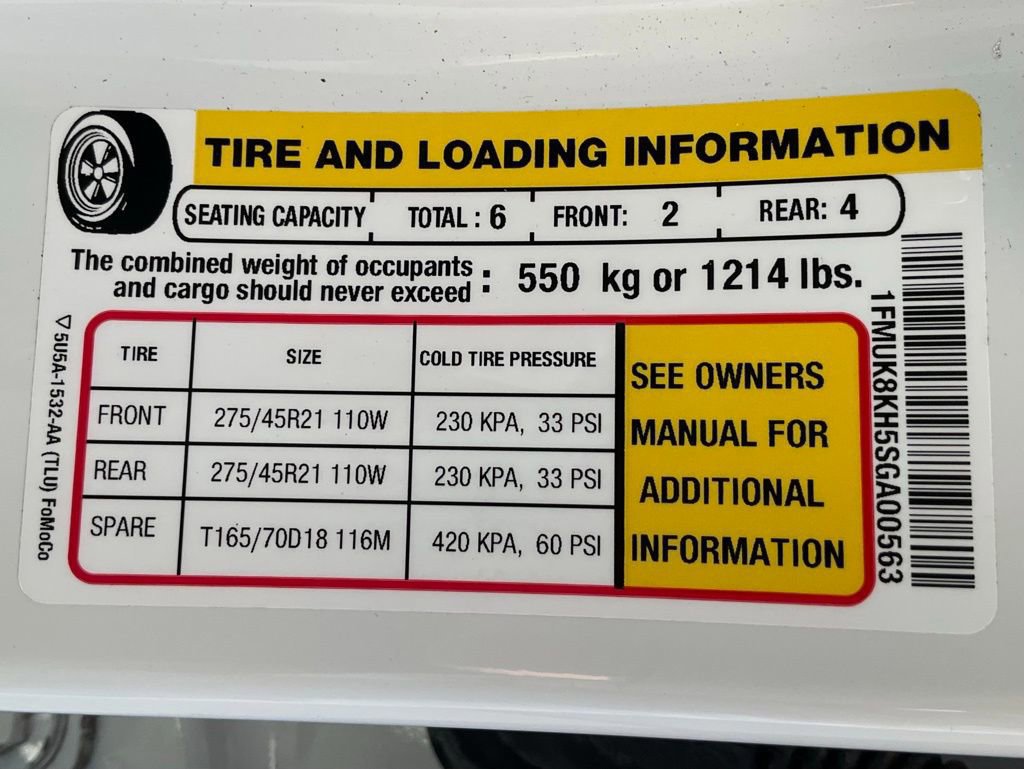 TIRE AND LOADING INFORMATION
SEATING CAPACITY TOTAL : 6 FRONT: 2 REAR: 4
The combined weight of occupants
and cargo should never exceed : 550 kg or 1214 lbs.
TIRE SIZE COLD TIRE PRESSURE
FRONT 275/45R21 110W 230 KPA, 33 PSI
REAR 275/45R21 110W 230 KPA, 33 PSI
SPARE T165/70D18 116M 420 KPA, 60 PSI
SEE OWNERS
MANUAL FOR
ADDITIONAL
INFORMATION
1FMUK8KH5SGA00563
5U5A-1532-AA (TLU) FoMoCo